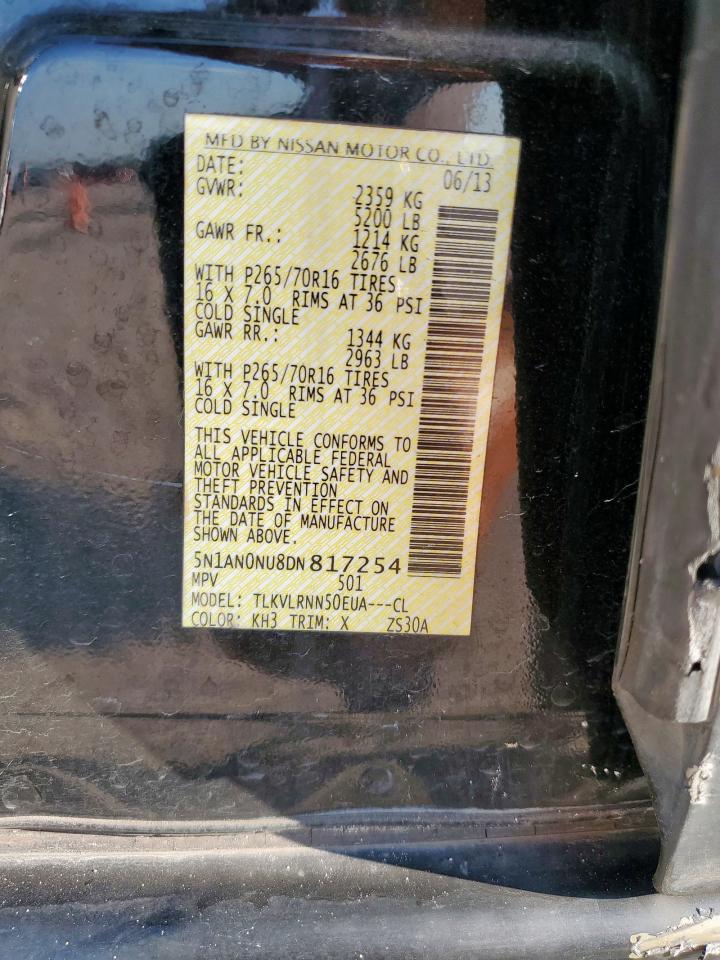 MFD BY NISSAN MOTOR CO., LTD.
DATE: 06/13
GVWR: 2359 KG
5200 LB
GAWR FR.: 1214 KG
2676 LB
WITH P265/70R16 TIRES
16 X 7.0 RIMS AT 36 PSI
COLD SINGLE
GAWR RR.: 1344 KG
2963 LB
WITH P265/70R16 TIRES
16 X 7.0 RIMS AT 36 PSI
COLD SINGLE
THIS VEHICLE CONFORMS TO
ALL APPLICABLE FEDERAL
MOTOR VEHICLE SAFETY AND
THEFT PREVENTION
STANDARDS IN EFFECT ON
THE DATE OF MANUFACTURE
SHOWN ABOVE.
5N1AN0NU8DN817254
MPV 501
MODEL: TLKVLRNN50EUA---CL
COLOR: KH3 TRIM: X ZS30A